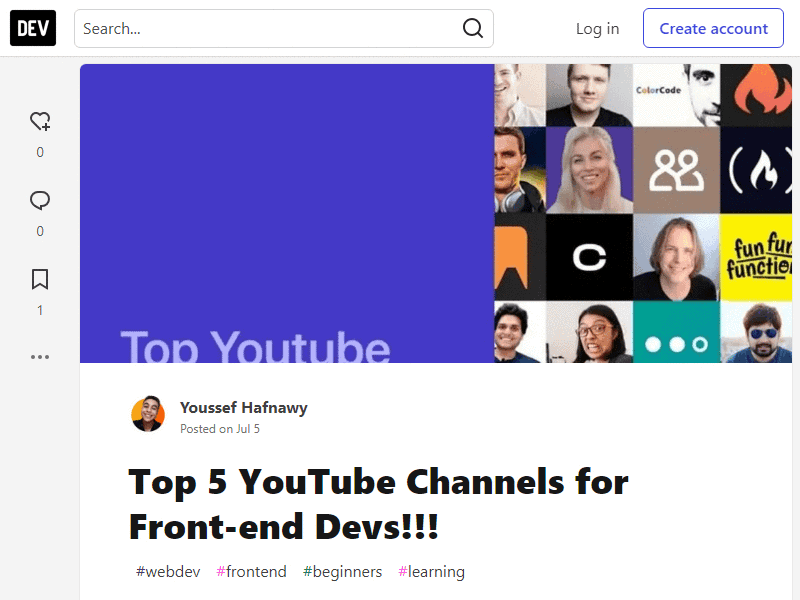 DEV
Search...
Log in
Create account
ColorCode
fun fun
Top Youtube
0
0
1
Youssef Hafnawy
Posted on Jul 5
Top 5 YouTube Channels for
Front-end Devs!!!
#webdev #frontend #beginners #learning